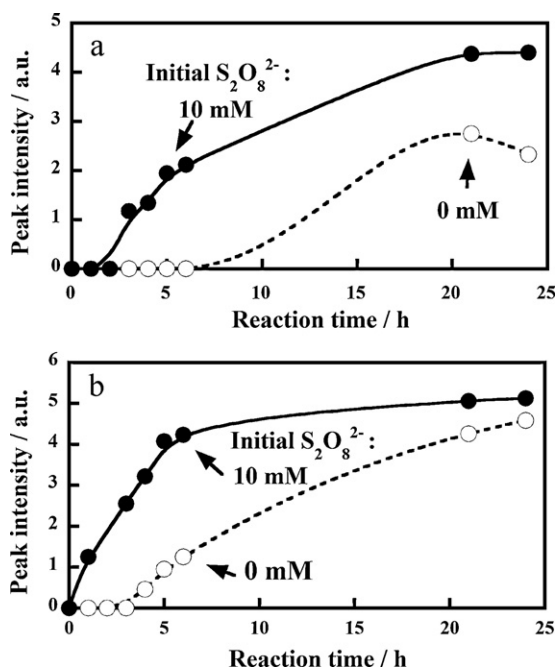 a
Initial S₂O₈²⁻ :
10 mM
0 mM
Peak intensity / a.u.
5
4
3
2
1
0
0 5 10 15 20 25
Reaction time / h
b
Initial S₂O₈²⁻ :
10 mM
0 mM
Peak intensity / a.u.
6
5
4
3
2
1
0
0 5 10 15 20 25
Reaction time / h